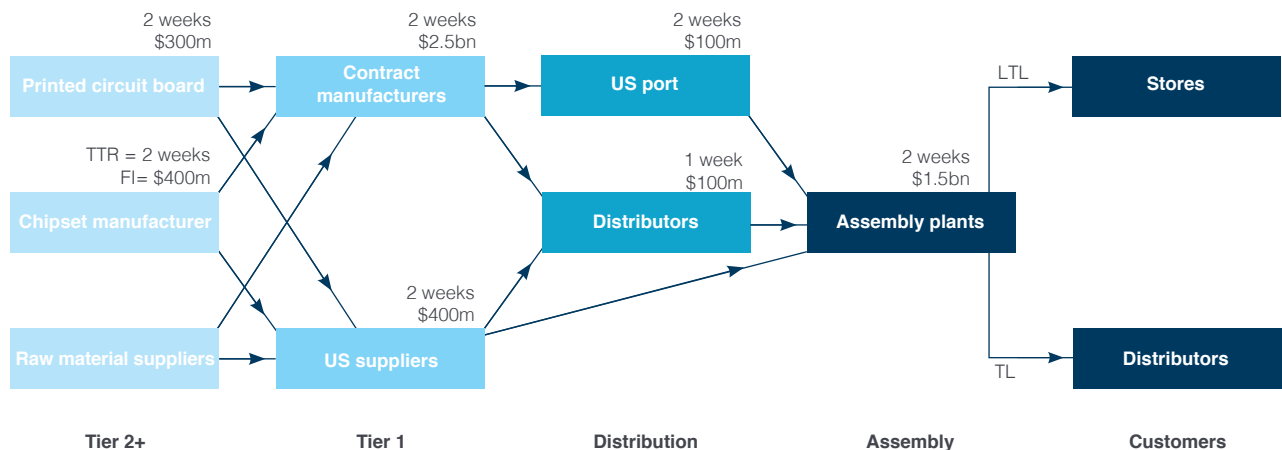 2 weeks
$300m
Printed circuit board
2 weeks
$2.5bn
Contract
manufacturers
2 weeks
$100m
US port
LTL
Stores
TTR = 2 weeks
FI= $400m
Chipset manufacturer
1 week
$100m
Distributors
2 weeks
$1.5bn
Assembly plants
Raw material suppliers
2 weeks
$400m
US suppliers
TL
Distributors
Tier 2+
Tier 1
Distribution
Assembly
Customers